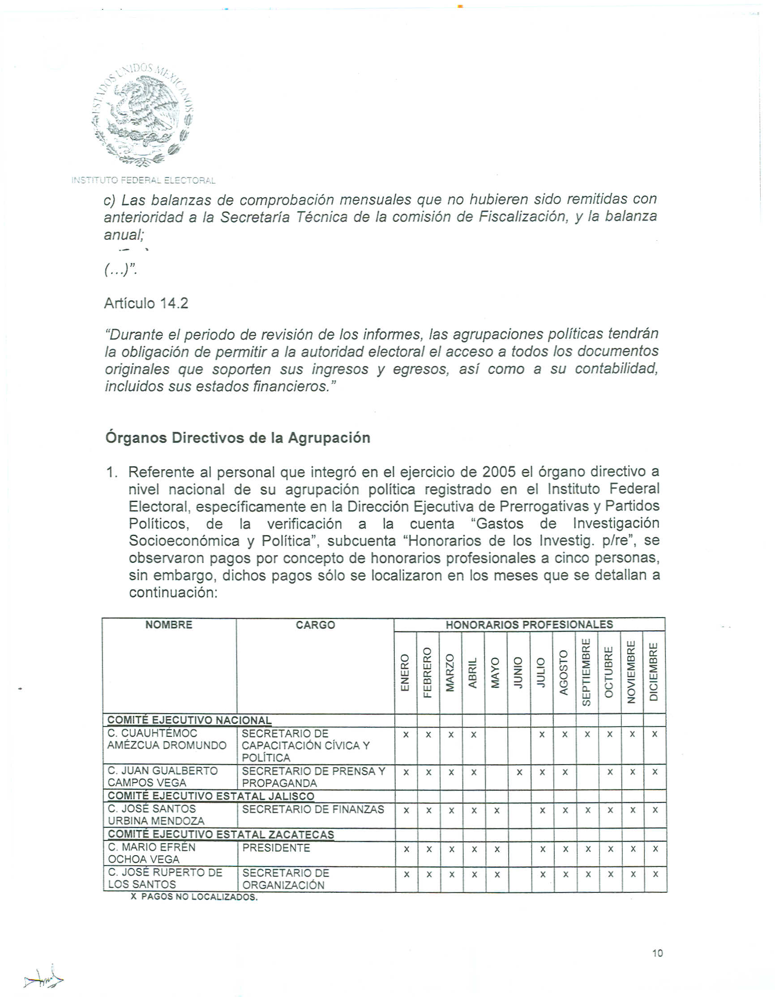 ESTADOS UNIDOS MEXICANOS
INSTITUTO FEDERAL ELECTORAL
c) Las balanzas de comprobación mensuales que no hubieren sido remitidas con
anterioridad a la Secretaría Técnica de la comisión de Fiscalización, y la balanza
anual;
(...)”.
Artículo 14.2
“Durante el periodo de revisión de los informes, las agrupaciones políticas tendrán
la obligación de permitir a la autoridad electoral el acceso a todos los documentos
originales que soporten sus ingresos y egresos, así como a su contabilidad,
incluidos sus estados financieros.”
Órganos Directivos de la Agrupación
1. Referente al personal que integró en el ejercicio de 2005 el órgano directivo a
nivel nacional de su agrupación política registrado en el Instituto Federal
Electoral, específicamente en la Dirección Ejecutiva de Prerrogativas y Partidos
Políticos, de la verificación a la cuenta “Gastos de Investigación
Socioeconómica y Política”, subcuenta “Honorarios de los Investig. p/re”, se
observaron pagos por concepto de honorarios profesionales a cinco personas,
sin embargo, dichos pagos sólo se localizaron en los meses que se detallan a
continuación:
NOMBRE CARGO HONORARIOS PROFESIONALES
ENERO FEBRERO MARZO ABRIL MAYO JUNIO JULIO AGOSTO SEPTIEMBRE OCTUBRE NOVIEMBRE DICIEMBRE
COMITÉ EJECUTIVO NACIONAL
C. CUAUHTÉMOC SECRETARIO DE x x x x x x x x x x
AMÉZCUA DROMUNDO CAPACITACIÓN CÍVICA Y
POLÍTICA
C. JUAN GUALBERTO SECRETARIO DE PRENSA Y x x x x x x x x x x
CAMPOS VEGA PROPAGANDA
COMITÉ EJECUTIVO ESTATAL JALISCO
C. JOSÉ SANTOS SECRETARIO DE FINANZAS x x x x x x x x x x x
URBINA MENDOZA
COMITÉ EJECUTIVO ESTATAL ZACATECAS
C. MARIO EFRÉN PRESIDENTE x x x x x x x x x x x
OCHOA VEGA
C. JOSÉ RUPERTO DE SECRETARIO DE x x x x x x x x x x x
LOS SANTOS ORGANIZACIÓN
X PAGOS NO LOCALIZADOS.
10